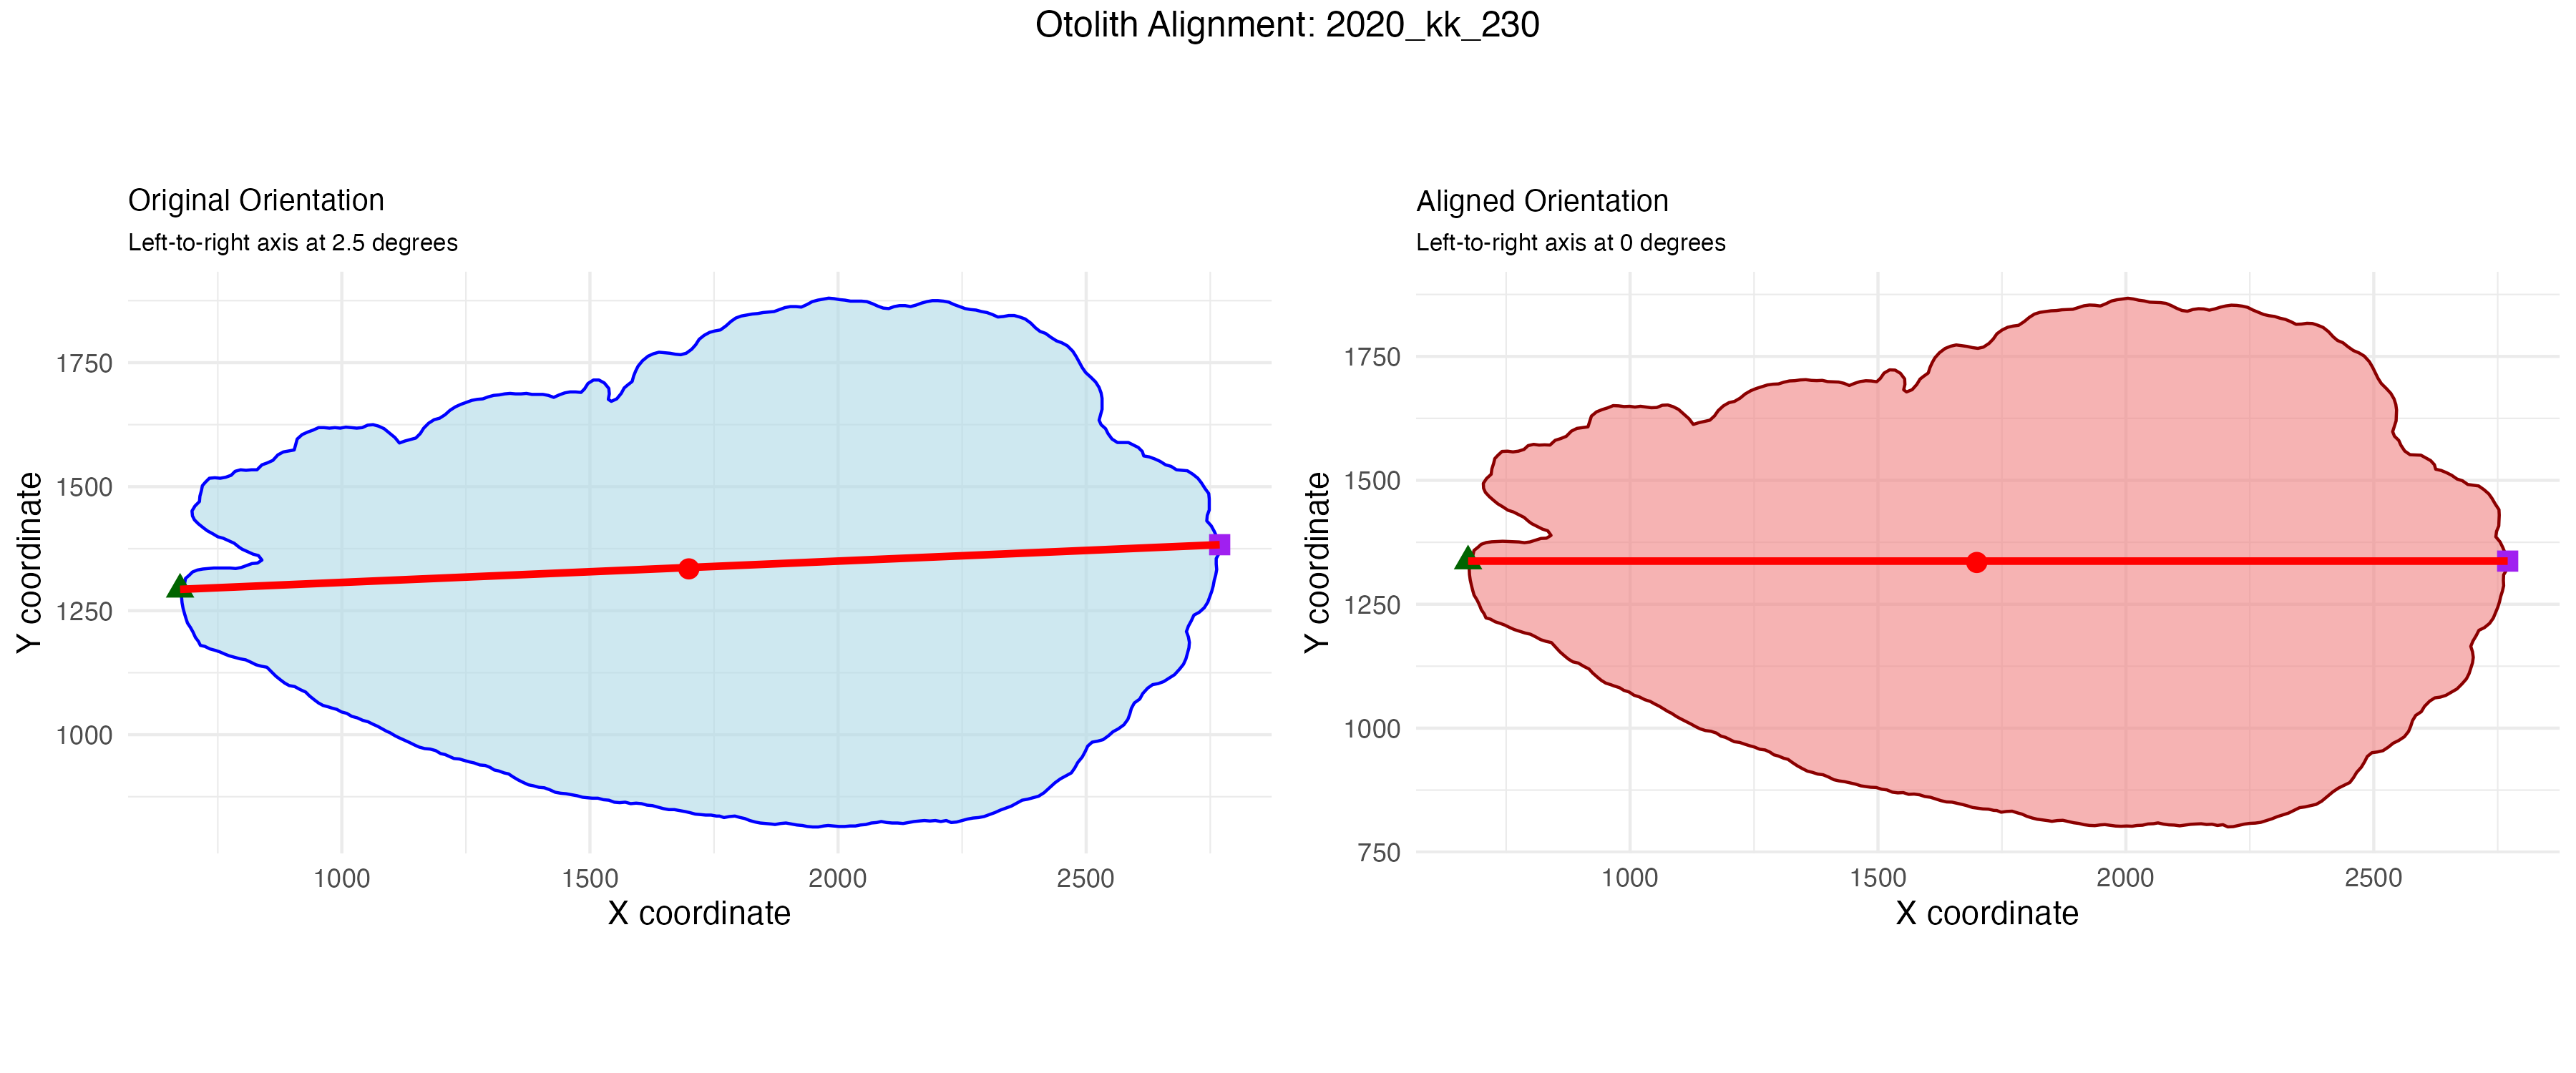 Otolith Alignment: 2020_kk_230
Original Orientation
Left-to-right axis at 2.5 degrees
1750
1500
1250
1000
Y coordinate
1000 1500 2000 2500
X coordinate
Aligned Orientation
Left-to-right axis at 0 degrees
1750
1500
1250
1000
750
Y coordinate
1000 1500 2000 2500
X coordinate